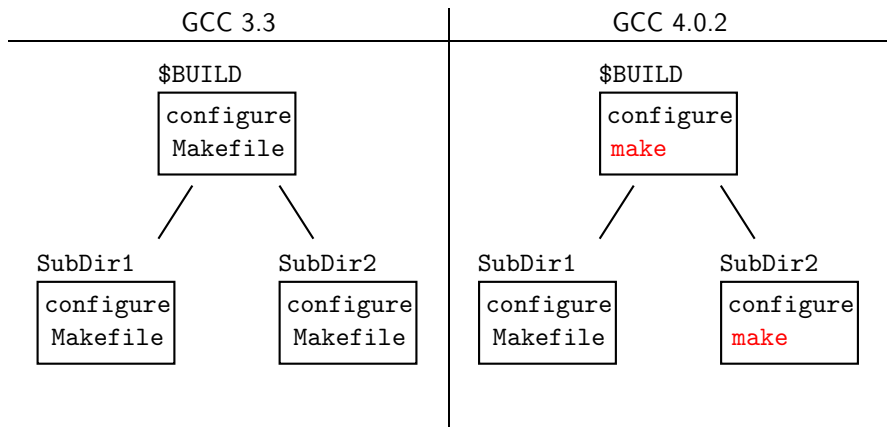 GCC 3.3
$BUILD
configure
Makefile
SubDir1
configure
Makefile
SubDir2
configure
Makefile
GCC 4.0.2
$BUILD
configure
make
SubDir1
configure
Makefile
SubDir2
configure
make